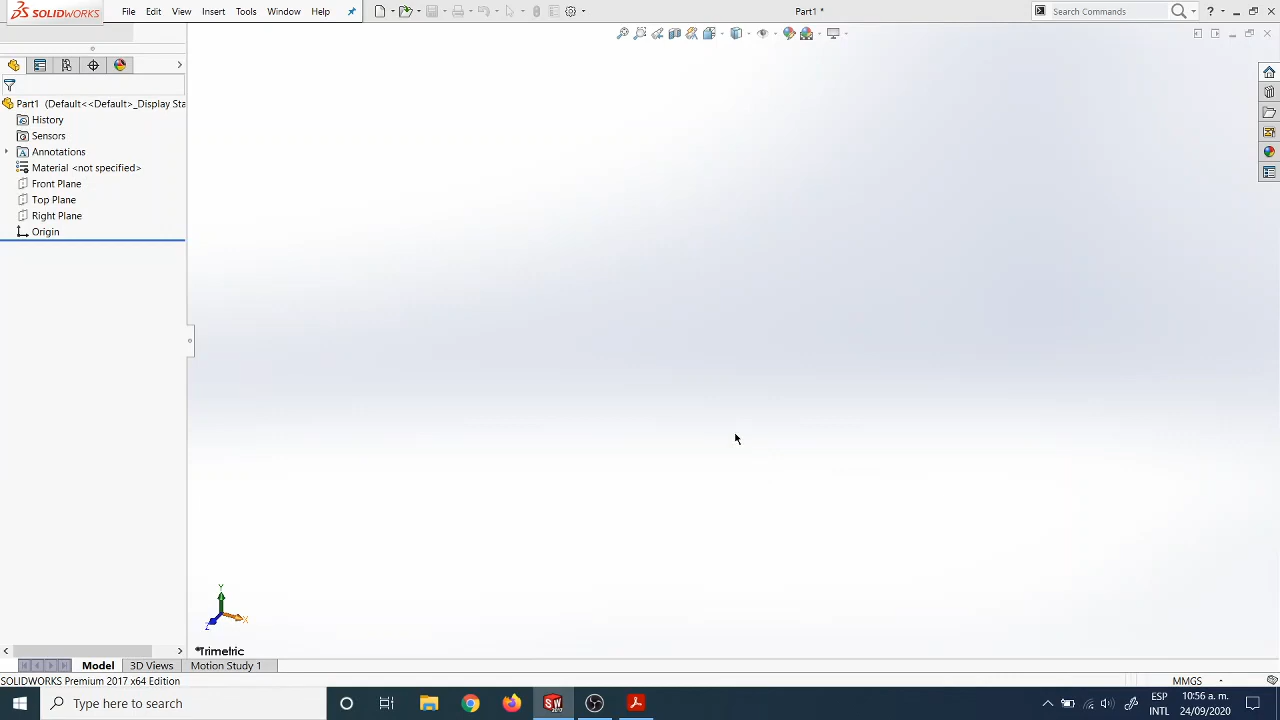 SOLIDWORKS File Edit View Insert Tools Window Help Part1 * Search Commands ?
Part1 (Default<<Default>_Display Sta
History
Sensors
A Annotations
Material <not specified>
Front Plane
Top Plane
Right Plane
Origin
Y
X
Z
*Trimetric
Model 3D Views Motion Study 1
SOLIDWORKS Premium 2017 x64 Edition MMGS
Type here to search SW 2017 ESP INTL 10:56 a. m. 24/09/2020